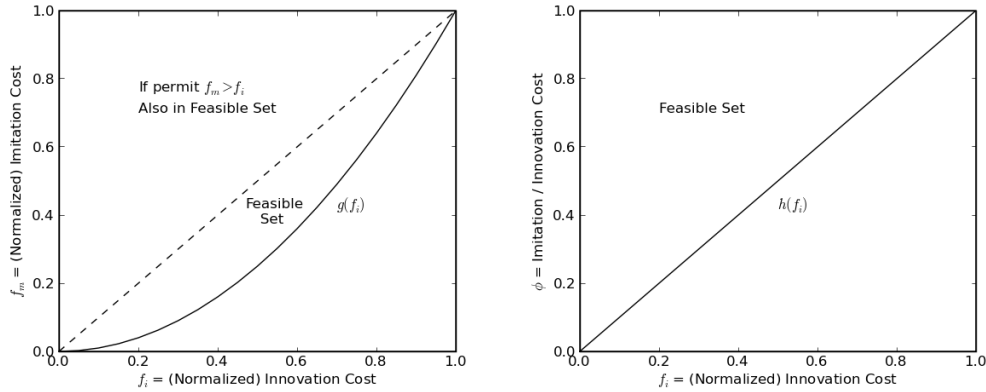 1.0
0.8
0.6
0.4
0.2
0.0
f_m = (Normalized) Imitation Cost
If permit f_m > f_i
Also in Feasible Set
Feasible
Set
g(f_i)
0.0 0.2 0.4 0.6 0.8 1.0
f_i = (Normalized) Innovation Cost
1.0
0.8
0.6
0.4
0.2
0.0
ϕ = Imitation / Innovation Cost
Feasible Set
h(f_i)
0.0 0.2 0.4 0.6 0.8 1.0
f_i = (Normalized) Innovation Cost